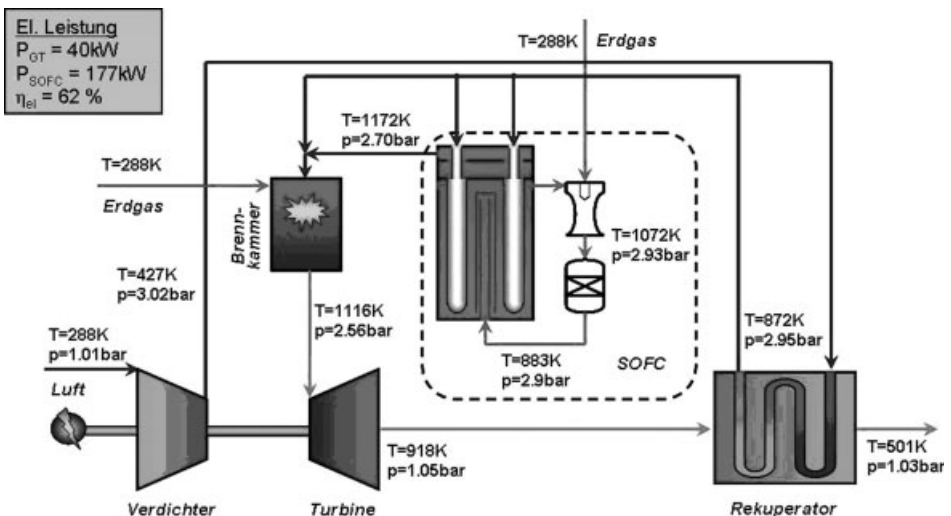 El. Leistung
P_GT = 40kW
P_SOFC = 177kW
η_el = 62 %
T=288K
Erdgas
T=1172K
p=2.70bar
T=288K
Erdgas
Brenn-
kammer
T=1072K
p=2.93bar
T=427K
p=3.02bar
T=1116K
p=2.56bar
T=872K
p=2.95bar
T=288K
p=1.01bar
T=883K
p=2.9bar
SOFC
Luft
T=918K
p=1.05bar
T=501K
p=1.03bar
Verdichter
Turbine
Rekuperator